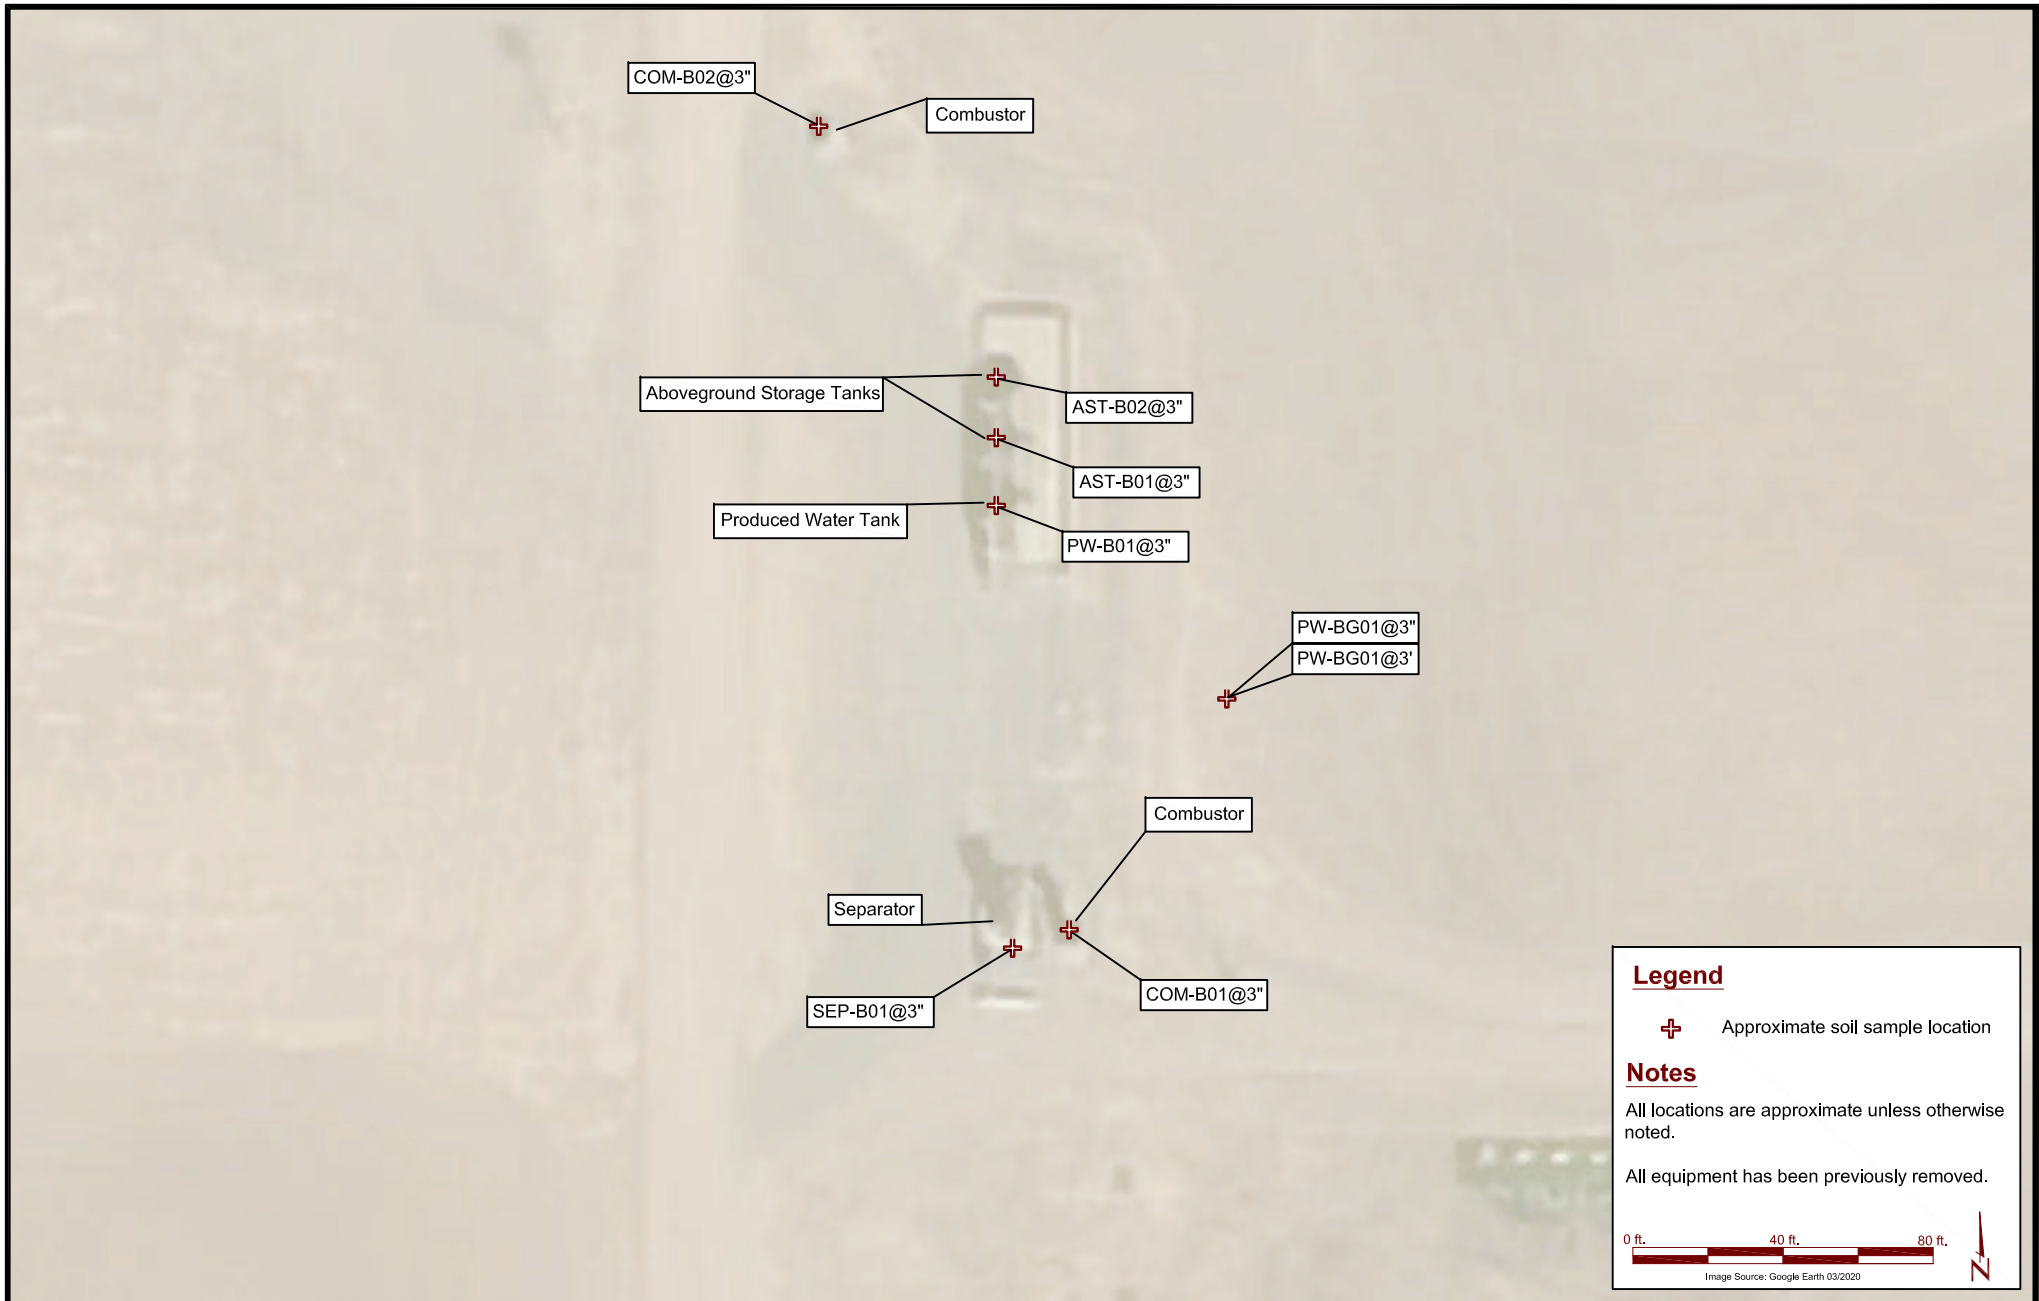 COM-B02@3"
Combustor
Aboveground Storage Tanks
AST-B02@3"
AST-B01@3"
Produced Water Tank
PW-B01@3"
PW-BG01@3"
PW-BG01@3'
Combustor
Separator
COM-B01@3"
SEP-B01@3"
Legend
Approximate soil sample location
Notes
All locations are approximate unless otherwise
noted.
All equipment has been previously removed.
0 ft. 40 ft. 80 ft.
Image Source: Google Earth 03/2020
N